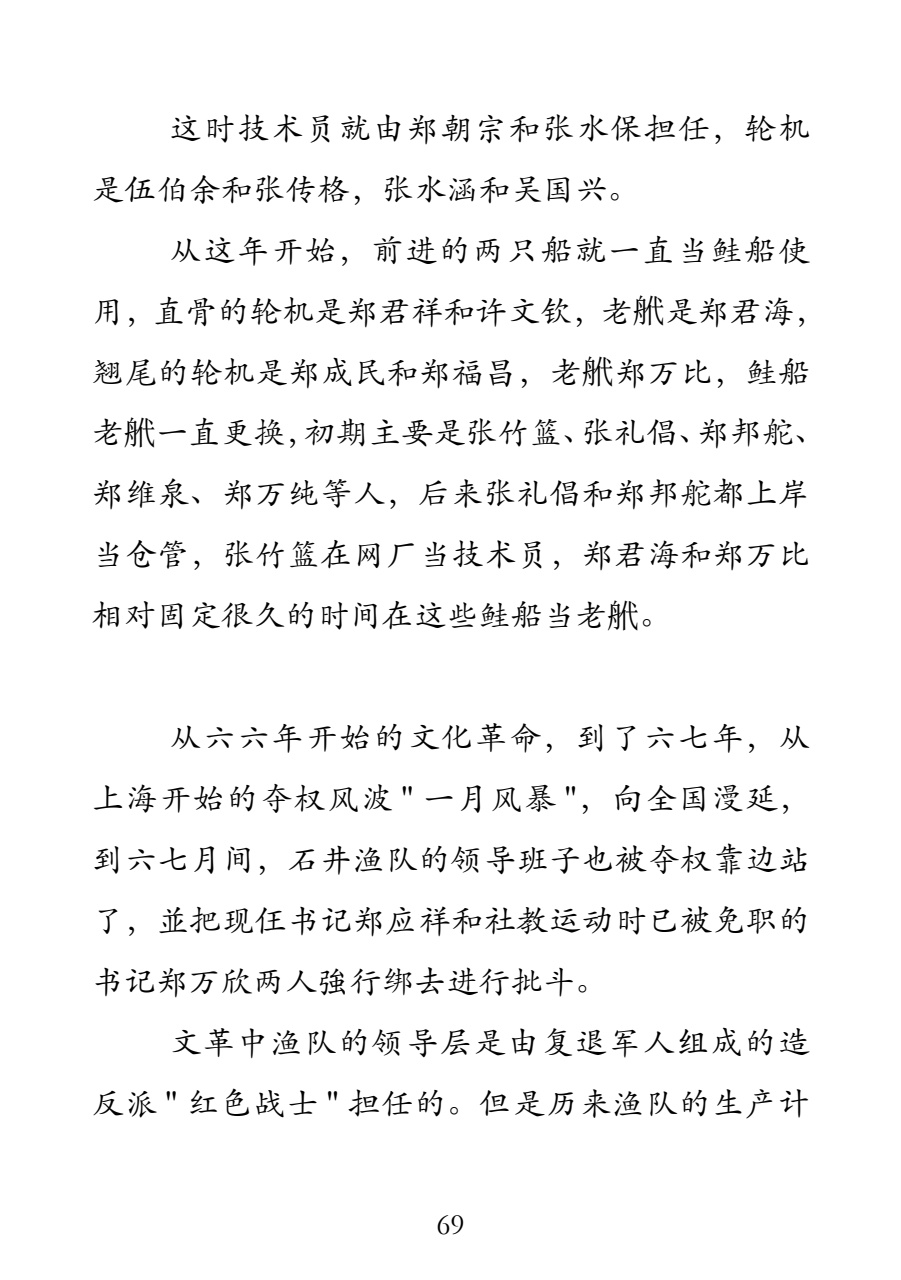 这时技术员就由郑朝宗和张水保担任，轮机
是伍伯余和张传格，张水涵和吴国兴。
从这年开始，前进的两只船就一直当鲑船使
用，直骨的轮机是郑君祥和许文钦，老舦是郑君海，
翘尾的轮机是郑成民和郑福昌，老舦郑万比，鲑船
老舦一直更换，初期主要是张竹篮、张礼倡、郑邦舵、
郑维泉、郑万纯等人，后来张礼倡和郑邦舵都上岸
当仓管，张竹篮在网厂当技术员，郑君海和郑万比
相对固定很久的时间在这些鲑船当老舦。
从六六年开始的文化革命，到了六七年，从
上海开始的夺权风波＂一月风暴＂，向全国漫延，
到六七月间，石井渔队的领导班子也被夺权靠边站
了，並把现任书记郑应祥和社教运动时已被免职的
书记郑万欣两人強行绑去进行批斗。
文革中渔队的领导层是由复退军人组成的造
反派＂红色战士＂担任的。但是历来渔队的生产计
69